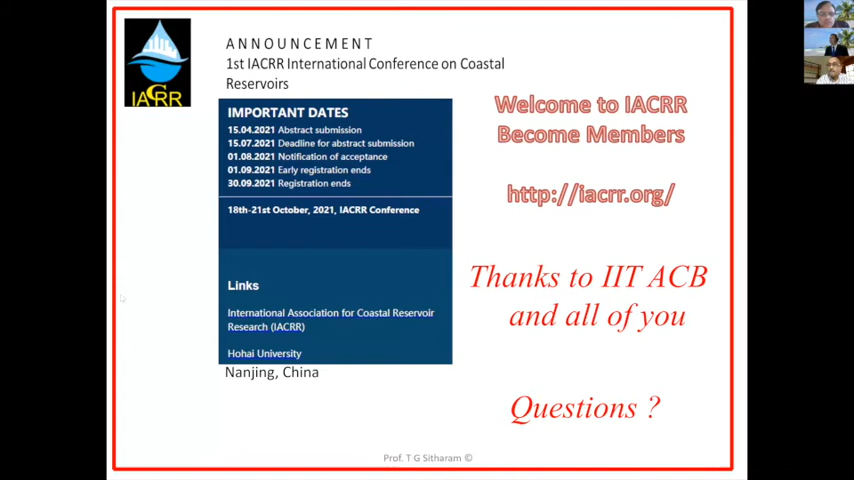 IACRR
ANNOUNCEMENT
1st IACRR International Conference on Coastal
Reservoirs
IMPORTANT DATES
15.04.2021 Abstract submission
15.07.2021 Deadline for abstract submission
01.08.2021 Notification of acceptance
01.09.2021 Early registration ends
30.09.2021 Registration ends
18th-21st October, 2021, IACRR Conference
Links
International Association for Coastal Reservoir
Research (IACRR)
Hohai University
Nanjing, China
Welcome to IACRR
Become Members
http://iacrr.org/
Thanks to IIT ACB
and all of you
Questions ?
Prof. T G Sitharam ©